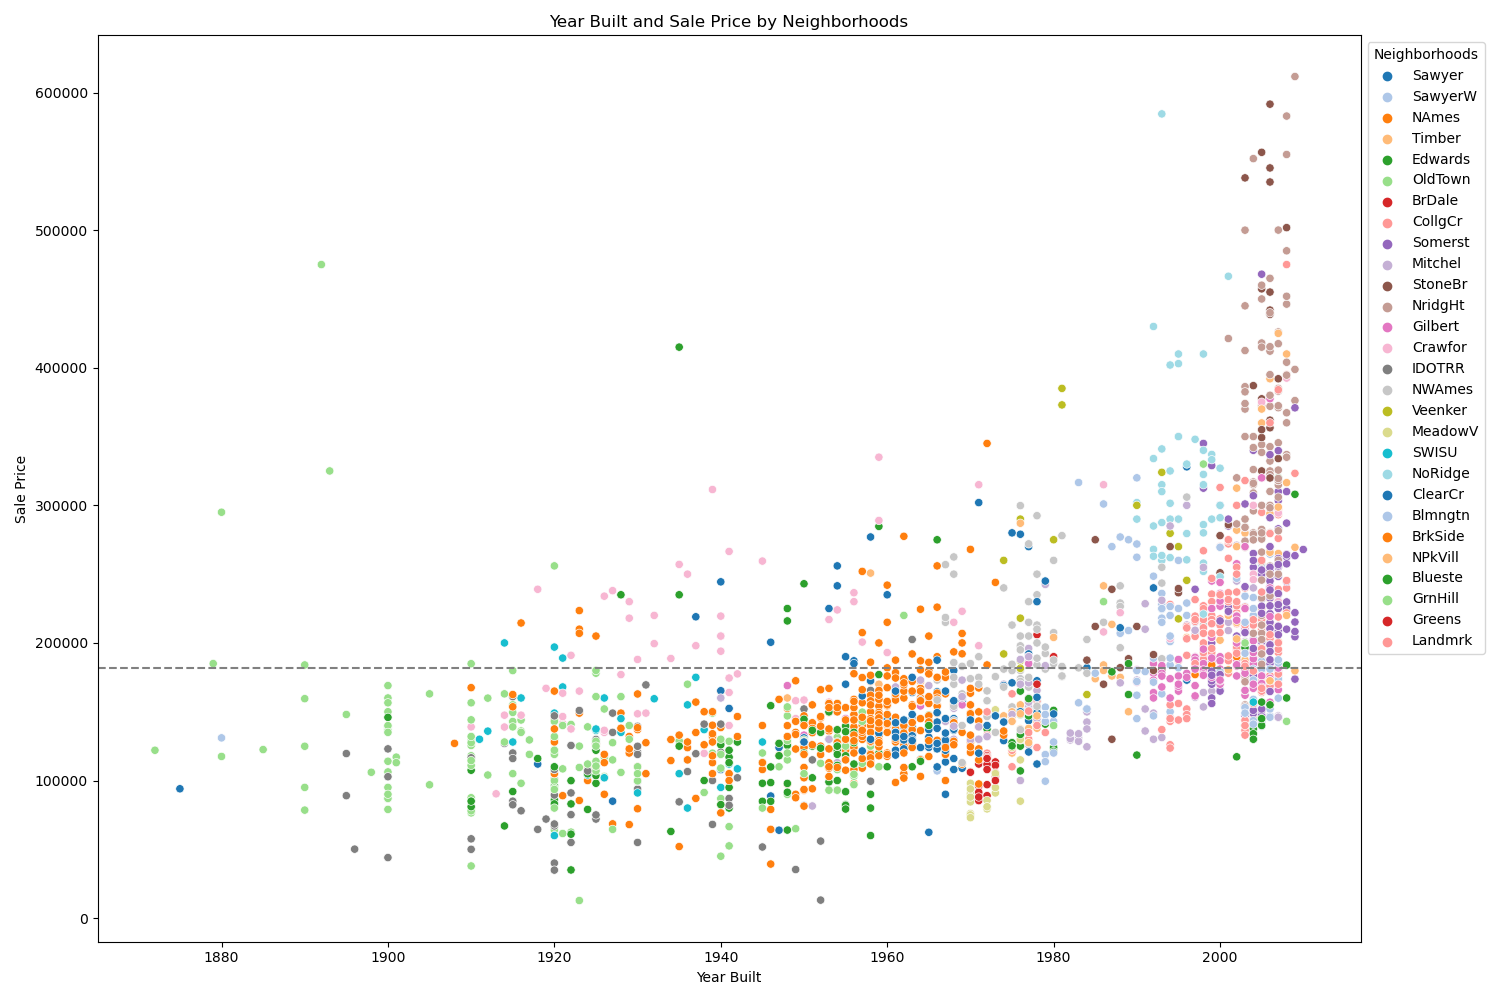 Year Built and Sale Price by Neighborhoods
600000
500000
400000
300000
200000
100000
0
Sale Price
1880
1900
1920
1940
1960
1980
2000
Year Built
Neighborhoods
Sawyer
SawyerW
NAmes
Timber
Edwards
OldTown
BrDale
CollgCr
Somerst
Mitchel
StoneBr
NridgHt
Gilbert
Crawfor
IDOTRR
NWAmes
Veenker
MeadowV
SWISU
NoRidge
ClearCr
Blmngtn
BrkSide
NPkVill
Blueste
GrnHill
Greens
Landmrk